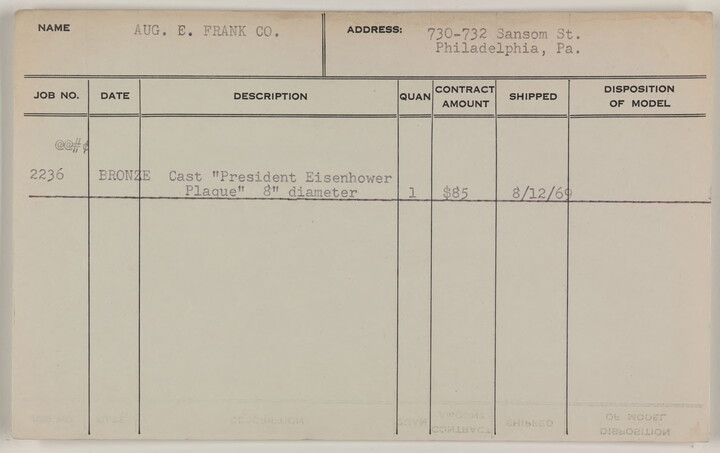 NAME AUG. E. FRANK CO. ADDRESS: 730-732 Sansom St.
Philadelphia, Pa.
JOB NO. DATE DESCRIPTION QUAN CONTRACT AMOUNT SHIPPED DISPOSITION OF MODEL
@@#¢
2236 BRONZE Cast "President Eisenhower
Plaque" 8" diameter 1 $85 8/12/69